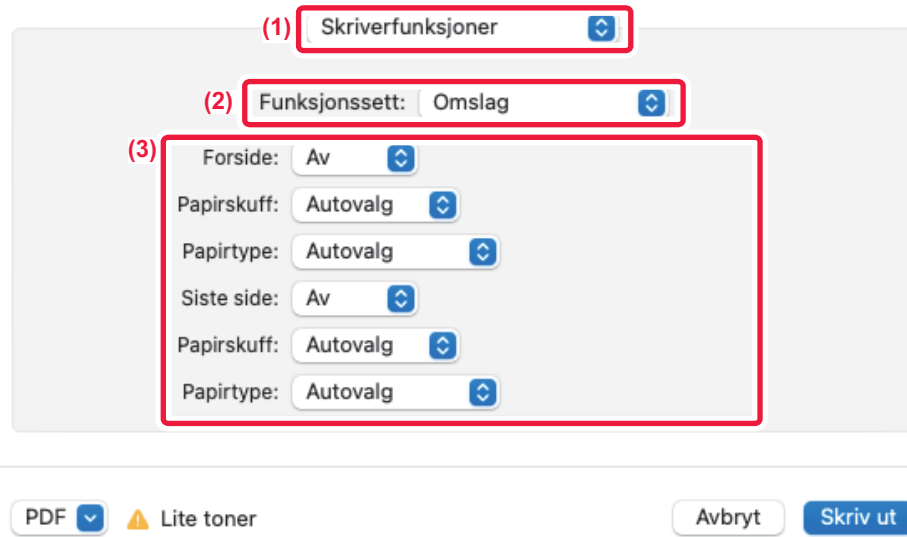 (1) Skriverfunksjoner
(2) Funksjonssett: Omslag
(3)
Forside: Av
Papirskuff: Autovalg
Papirtype: Autovalg
Siste side: Av
Papirskuff: Autovalg
Papirtype: Autovalg
PDF Lite toner Avbryt Skriv ut